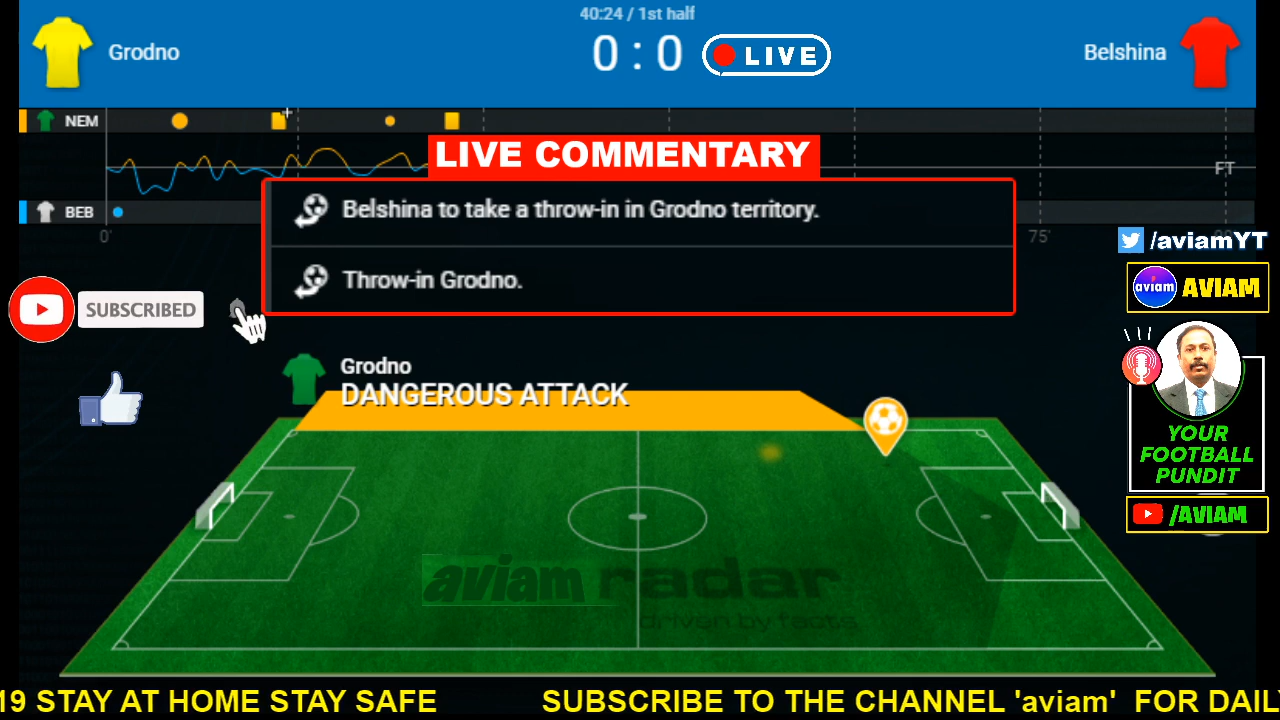 40:24 / 1st half
Grodno
0 : 0
LIVE
Belshina
NEM
LIVE COMMENTARY
FT
Belshina to take a throw-in in Grodno territory.
BEB
0'
75'
/aviamYT
Throw-in Grodno.
aviam AVIAM
SUBSCRIBED
Grodno
DANGEROUS ATTACK
YOUR
FOOTBALL
PUNDIT
/AVIAM
aviam radar
driven by facts
19 STAY AT HOME STAY SAFE SUBSCRIBE TO THE CHANNEL 'aviam' FOR DAIL